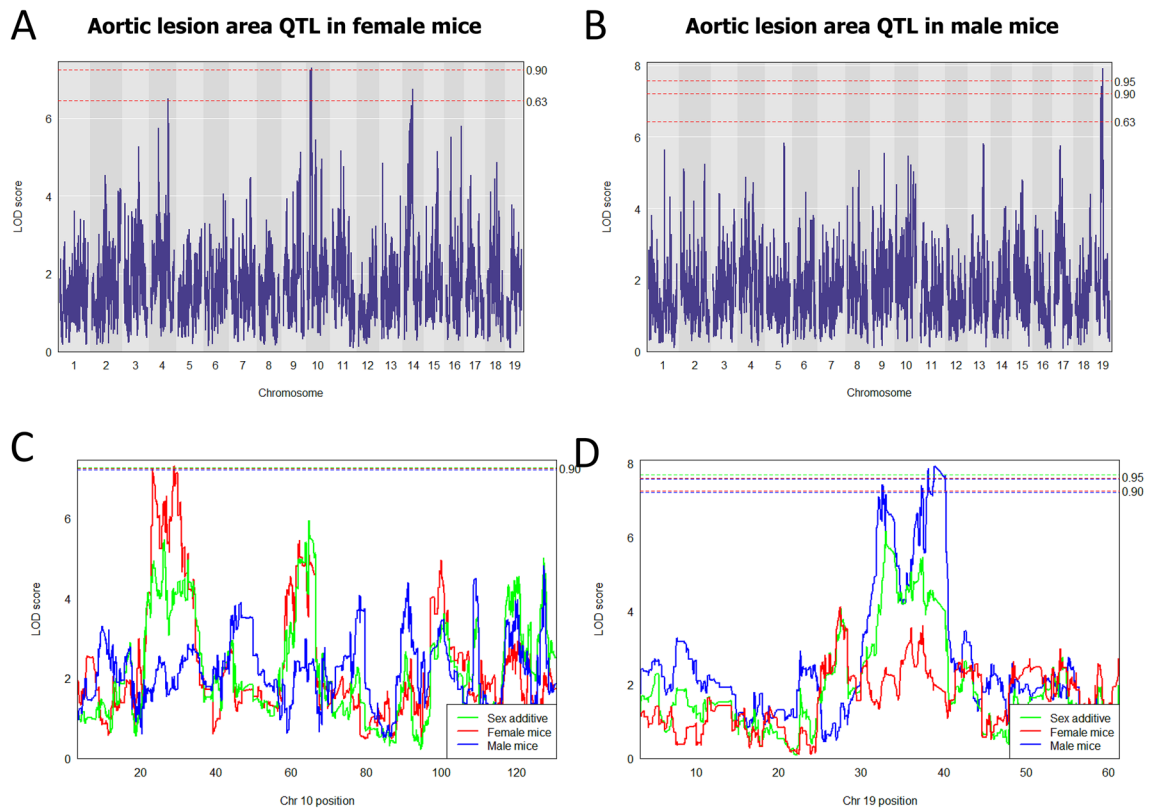 A
Aortic lesion area QTL in female mice
0.90
0.63
6
4
2
0
LOD score
1 2 3 4 5 6 7 8 9 10 11 12 13 14 15 16 17 18 19
Chromosome
B
Aortic lesion area QTL in male mice
8
0.95
0.90
0.63
6
4
2
0
LOD score
1 2 3 4 5 6 7 8 9 10 11 12 13 14 15 16 17 18 19
Chromosome
C
0.90
6
4
2
0
LOD score
Sex additive
Female mice
Male mice
20 40 60 80 100 120
Chr 10 position
D
8
0.95
0.90
6
4
2
0
LOD score
Sex additive
Female mice
Male mice
10 20 30 40 50 60
Chr 19 position